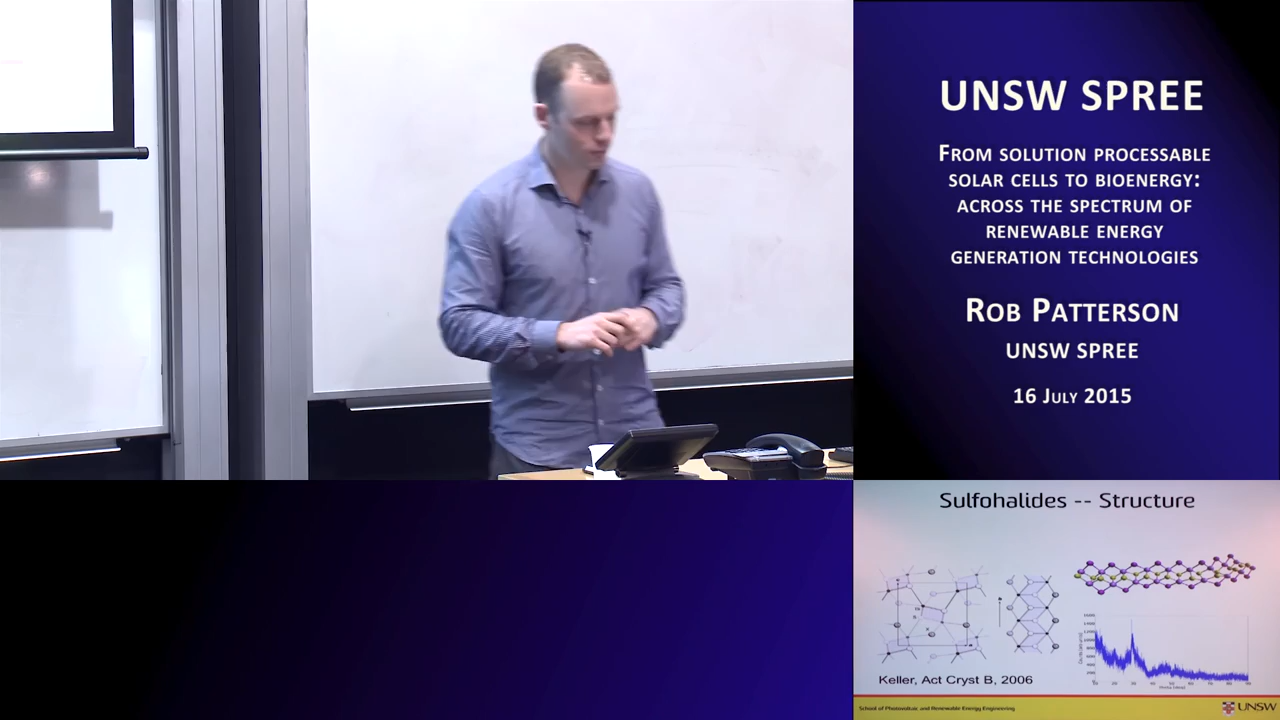 UNSW SPREE
FROM SOLUTION PROCESSABLE
SOLAR CELLS TO BIOENERGY:
ACROSS THE SPECTRUM OF
RENEWABLE ENERGY
GENERATION TECHNOLOGIES
ROB PATTERSON
UNSW SPREE
16 JULY 2015
Sulfohalides -- Structure
Keller, Act Cryst B, 2006
School of Photovoltaic and Renewable Energy Engineering
UNSW